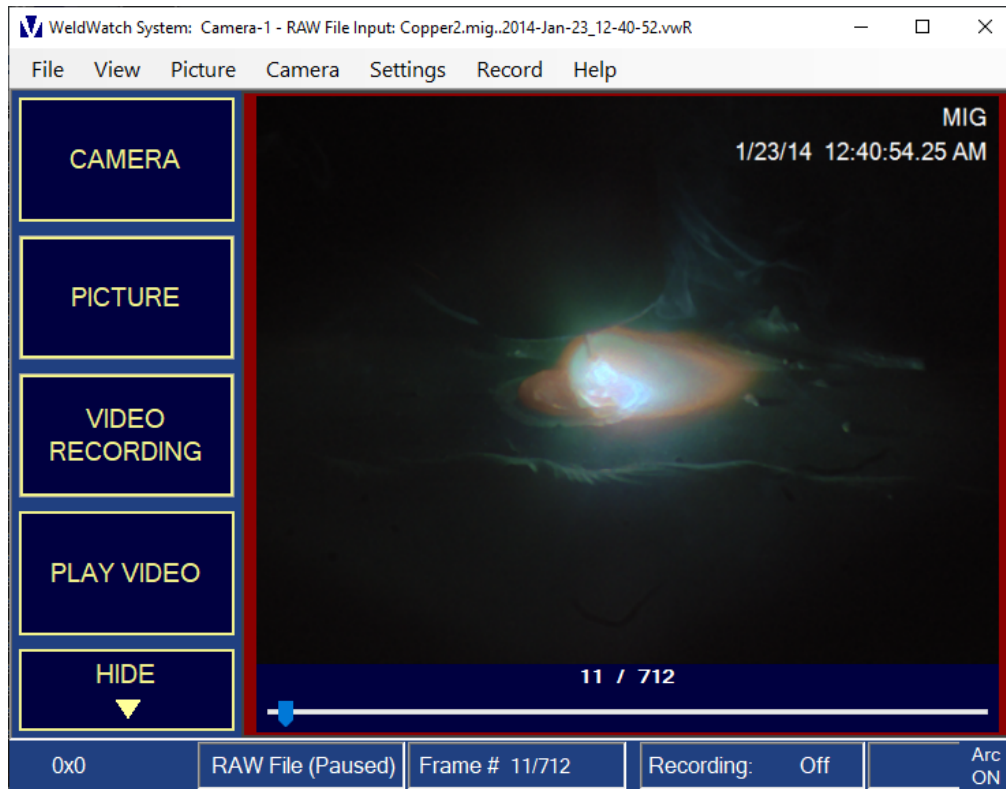 WeldWatch System: Camera-1 - RAW File Input: Copper2.mig..2014-Jan-23_12-40-52.vwR
File View Picture Camera Settings Record Help
CAMERA
PICTURE
VIDEO
RECORDING
PLAY VIDEO
HIDE
MIG
1/23/14 12:40:54.25 AM
11 / 712
0x0 RAW File (Paused) Frame # 11/712 Recording: Off Arc
ON